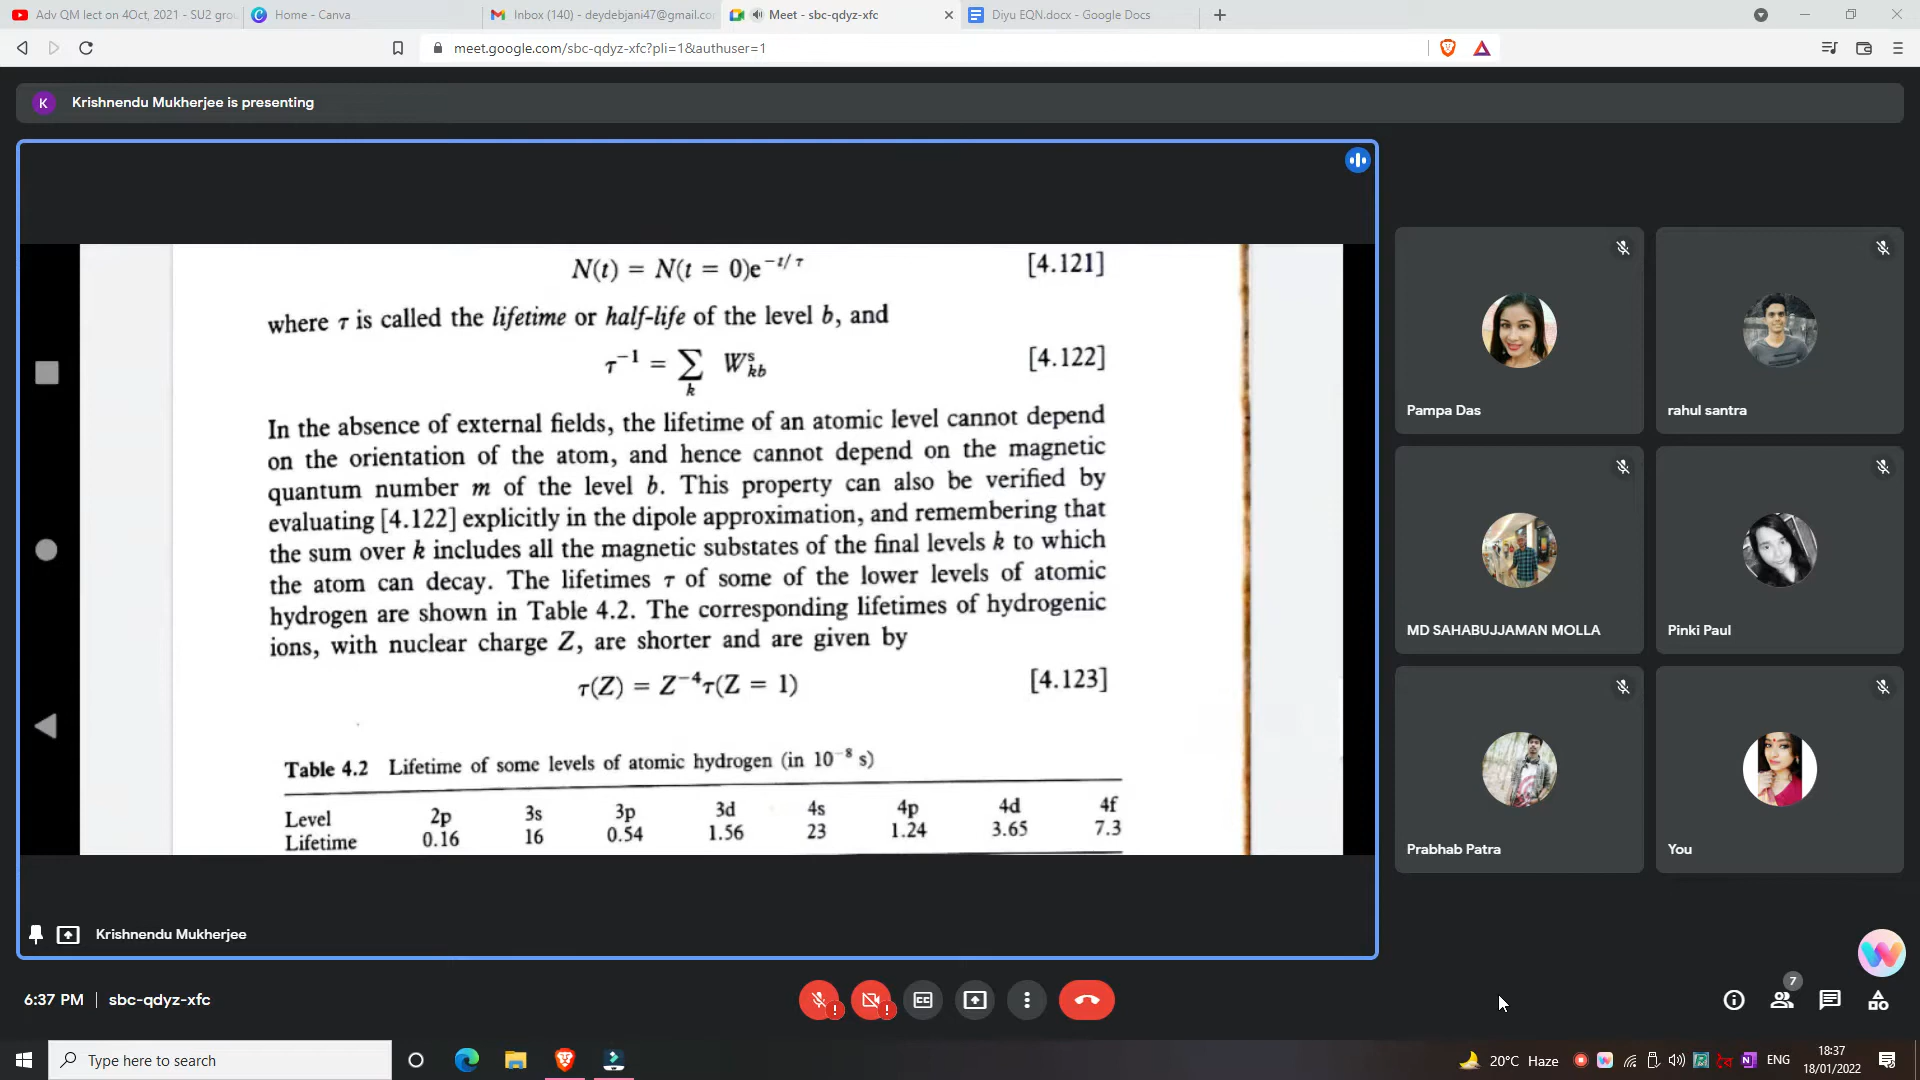 Adv QM lect on 4Oct, 2021 - SU2 grou
Home - Canva
Inbox (140) - deydebjani47@gmail.co
Meet - sbc-qdyz-xfc
Diyu EQN.docx - Google Docs
meet.google.com/sbc-qdyz-xfc?pli=1&authuser=1
K
Krishnendu Mukherjee is presenting
N(t) = N(t = 0)e^{-t/τ} [4.121]
where τ is called the lifetime or half-life of the level b, and
τ^{-1} = ∑_k W^s_{kb} [4.122]
In the absence of external fields, the lifetime of an atomic level cannot depend
on the orientation of the atom, and hence cannot depend on the magnetic
quantum number m of the level b. This property can also be verified by
evaluating [4.122] explicitly in the dipole approximation, and remembering that
the sum over k includes all the magnetic substates of the final levels k to which
the atom can decay. The lifetimes τ of some of the lower levels of atomic
hydrogen are shown in Table 4.2. The corresponding lifetimes of hydrogenic
ions, with nuclear charge Z, are shorter and are given by
τ(Z) = Z^{-4}τ(Z = 1) [4.123]
Table 4.2 Lifetime of some levels of atomic hydrogen (in 10^{-8} s)
Level 2p 3s 3p 3d 4s 4p 4d 4f
Lifetime 0.16 16 0.54 1.56 23 1.24 3.65 7.3
Krishnendu Mukherjee
Pampa Das
rahul santra
MD SAHABUJJAMAN MOLLA
Pinki Paul
Prabhab Patra
You
6:37 PM | sbc-qdyz-xfc
CC
7
Type here to search
20°C Haze
ENG
18:37
18/01/2022